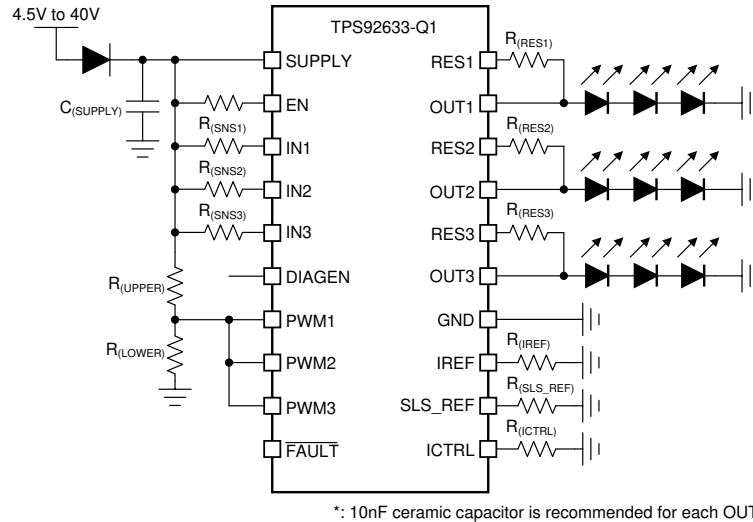 4.5V to 40V
TPS92633-Q1
C(SUPPLY)
SUPPLY
EN
R(SNS1)
IN1
R(SNS2)
IN2
R(SNS3)
IN3
DIAGEN
R(UPPER)
PWM1
R(LOWER)
PWM2
PWM3
FAULT
RES1
R(RES1)
OUT1
RES2
R(RES2)
OUT2
RES3
R(RES3)
OUT3
GND
IREF
R(IREF)
SLS_REF
R(SLS_REF)
ICTRL
R(ICTRL)
*: 10nF ceramic capacitor is recommended for each OUT